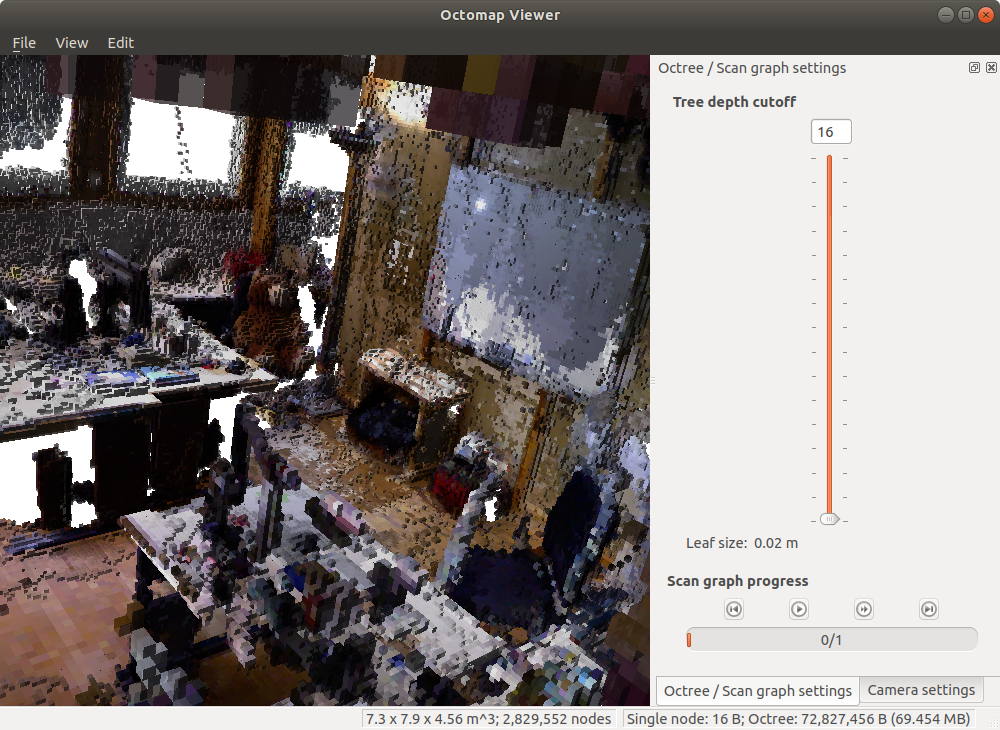 Octomap Viewer
File View Edit
Octree / Scan graph settings
Tree depth cutoff
16
Leaf size: 0.02 m
Scan graph progress
0/1
Octree / Scan graph settings Camera settings
7.3 x 7.9 x 4.56 m^3; 2,829,552 nodes Single node: 16 B; Octree: 72,827,456 B (69.454 MB)